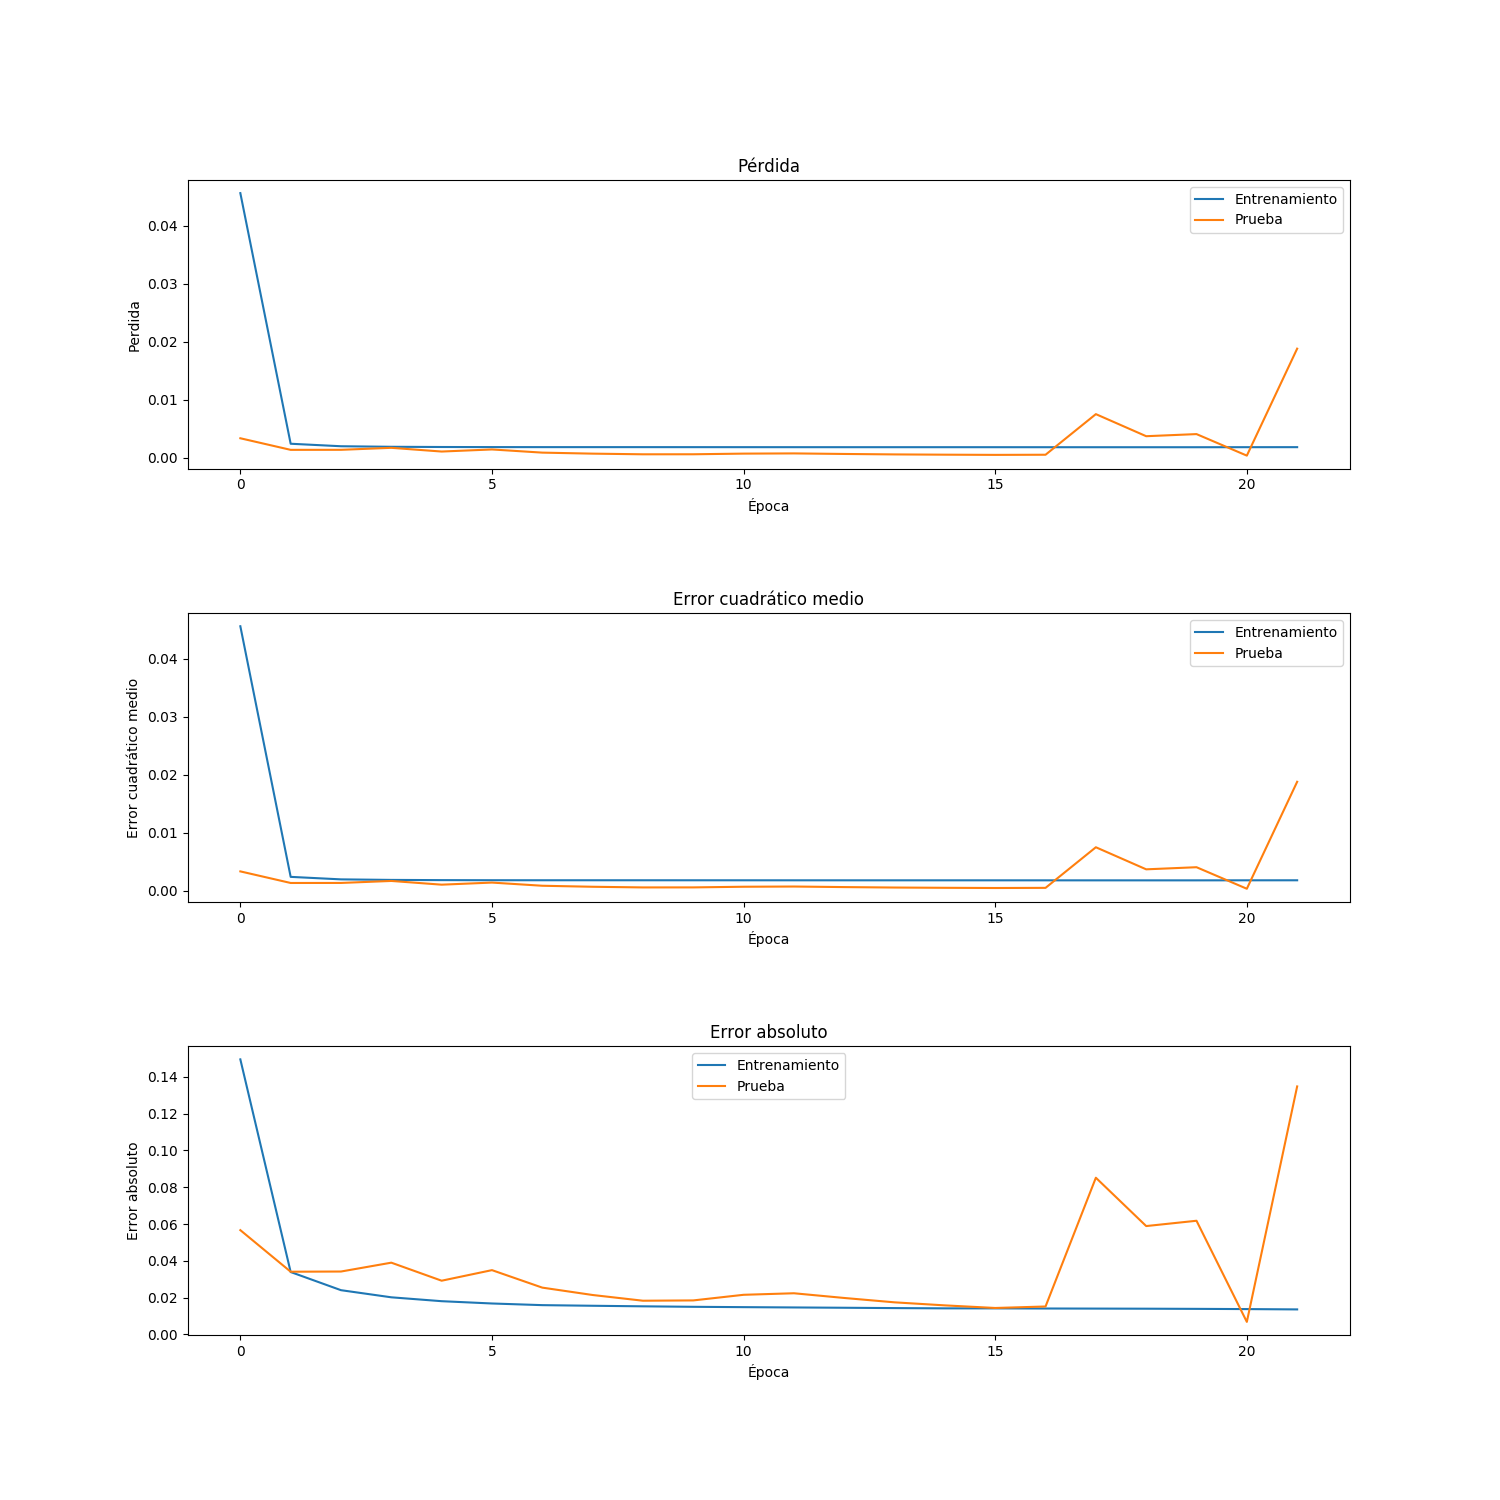 Pérdida
Entrenamiento
Prueba
0.04
0.03
0.02
0.01
0.00
Perdida
0 5 10 15 20
Época
Error cuadrático medio
Entrenamiento
Prueba
0.04
0.03
0.02
0.01
0.00
Error cuadrático medio
0 5 10 15 20
Época
Error absoluto
Entrenamiento
Prueba
0.14
0.12
0.10
0.08
0.06
0.04
0.02
0.00
Error absoluto
0 5 10 15 20
Época